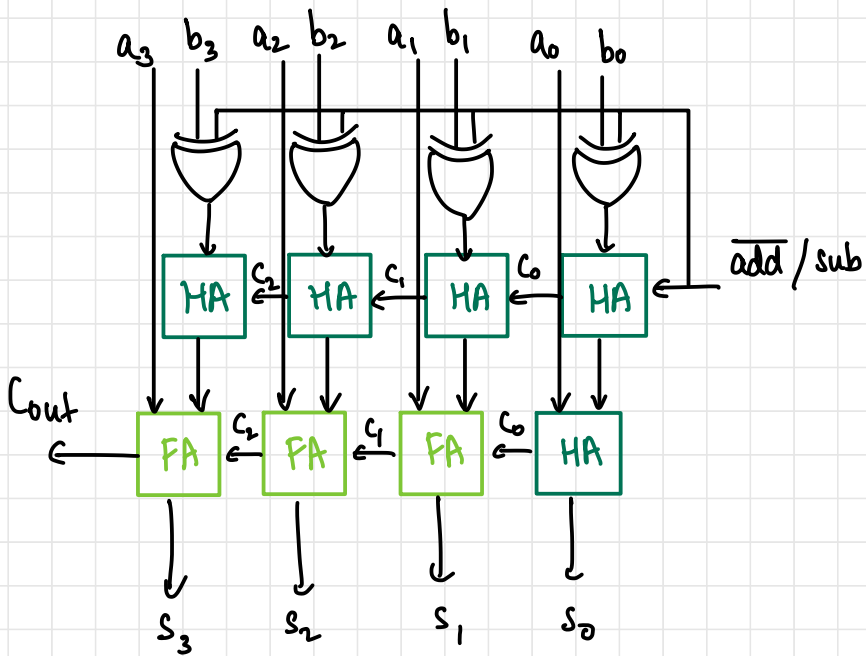 a3 b3 a2 b2 a1 b1 a0 b0
add / sub
HA C2 HA C1 HA C0 HA
Cout
FA C2 FA C1 FA C0 HA
S3 S2 S1 S0